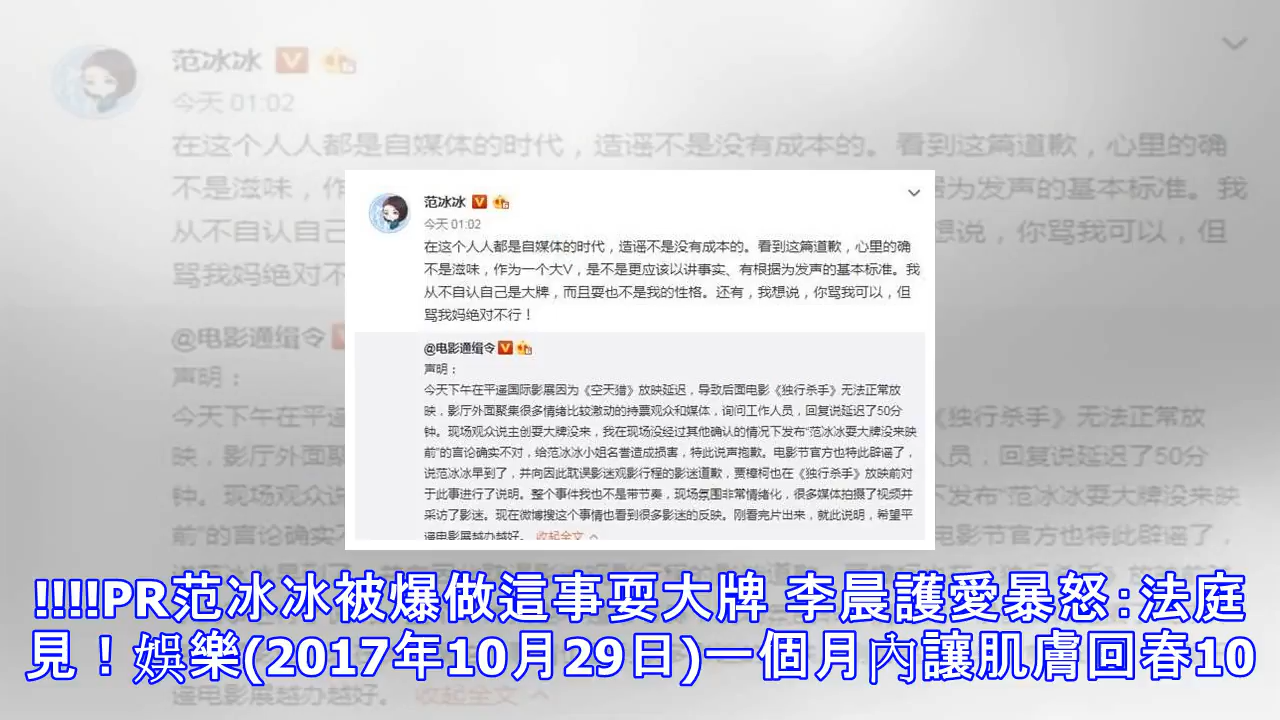 范冰冰
今天 01:02
在这个人人都是自媒体的时代，造谣不是没有成本的。看到这篇道歉，心里的确
不是滋味，作为一个大V，是不是更应该以讲事实、有根据为发声的基本标准。我
从不自认自己是大牌，而且耍也不是我的性格。还有，我想说，你骂我可以，但
骂我妈绝对不行！
@电影通缉令
声明：
今天下午在平遥国际影展因为《空天猎》放映延迟，导致后面电影《独行杀手》无法正常放
映，影厅外面聚集很多情绪比较激动的持票观众和媒体，询问工作人员，回复说延迟了50分
钟。现场观众说主创耍大牌没来，我在现场没经过其他确认的情况下发布“范冰冰耍大牌没来映
前”的言论确实不对，给范冰冰小姐名誉造成损害，特此说声抱歉。电影节官方也特此辟谣了，
说范冰冰早到了，并向因此耽误影迷观影行程的影迷道歉，贾樟柯也在《独行杀手》放映前对
于此事进行了说明。整个事件我也不是带节奏，现场氛围非常情绪化，很多媒体拍摄了视频并
采访了影迷。现在微博搜这个事情也看到很多影迷的反映。刚看完片出来，就此说明，希望平
遥电影展越办越好。 收起全文
!!!!PR范冰冰被爆做這事耍大牌 李晨護愛暴怒:法庭
見！娛樂(2017年10月29日)一個月內讓肌膚回春10